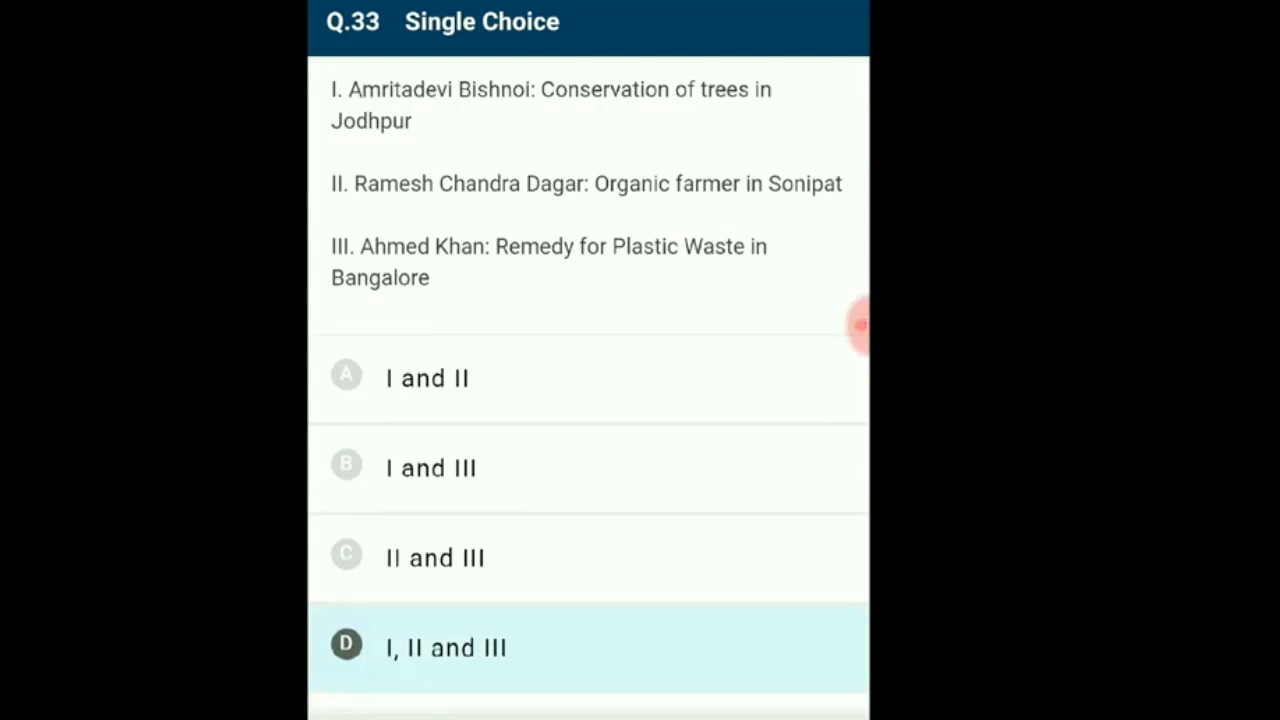 Q.33 Single Choice
I. Amritadevi Bishnoi: Conservation of trees in
Jodhpur
II. Ramesh Chandra Dagar: Organic farmer in Sonipat
III. Ahmed Khan: Remedy for Plastic Waste in
Bangalore
A I and II
B I and III
C II and III
D I, II and III